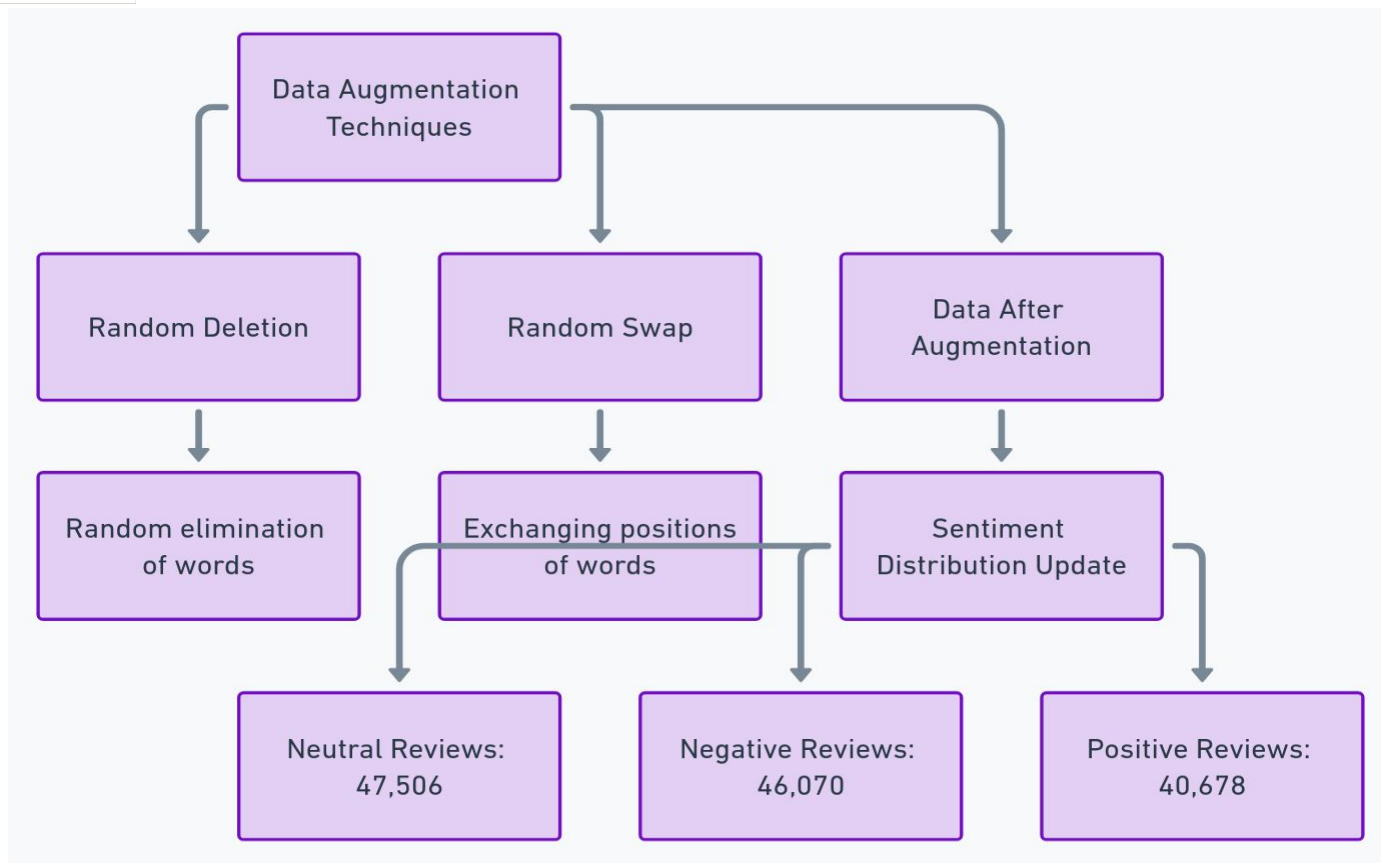 Data Augmentation
Techniques
Random Deletion
Random Swap
Data After
Augmentation
Random elimination
of words
Exchanging positions
of words
Sentiment
Distribution Update
Neutral Reviews:
47,506
Negative Reviews:
46,070
Positive Reviews:
40,678